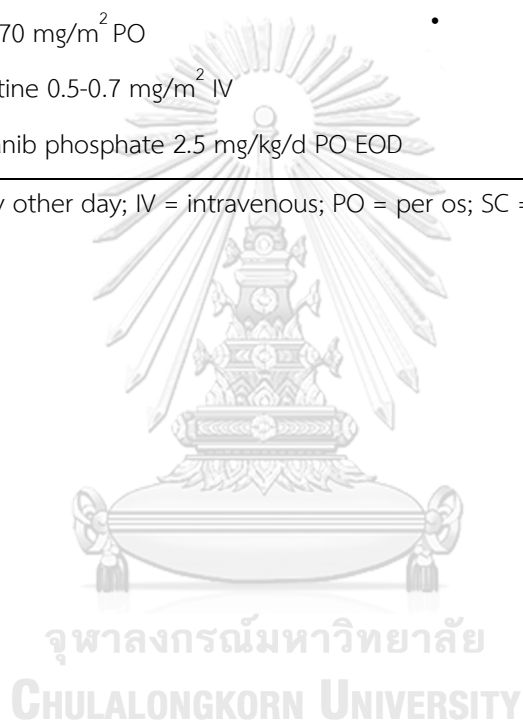 70 mg/m² PO •
tine 0.5-0.7 mg/m² IV
nib phosphate 2.5 mg/kg/d PO EOD
y other day; IV = intravenous; PO = per os; SC =
จุฬาลงกรณ์มหาวิทยาลัย
CHULALONGKORN UNIVERSITY